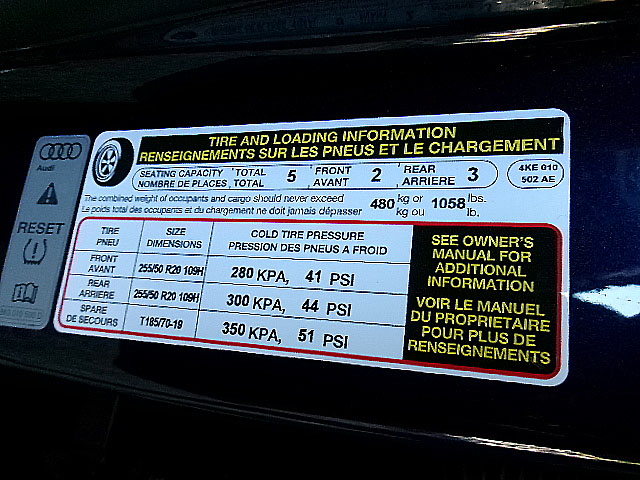 Audi
RESET
TIRE AND LOADING INFORMATION
RENSEIGNEMENTS SUR LES PNEUS ET LE CHARGEMENT
SEATING CAPACITY TOTAL 5 FRONT 2 REAR 3
NOMBRE DE PLACES TOTAL AVANT ARRIERE
4KE 010
502 AE
The combined weight of occupants and cargo should never exceed 480 kg or 1058 lbs.
Le poids total des occupants et du chargement ne doit jamais dépasser kg ou lb.
TIRE SIZE COLD TIRE PRESSURE
PNEU DIMENSIONS PRESSION DES PNEUS A FROID
FRONT
AVANT 255/50 R20 109H 280 KPA, 41 PSI
REAR
ARRIERE 255/50 R20 109H 300 KPA, 44 PSI
SPARE
DE SECOURS T185/70-19 350 KPA, 51 PSI
SEE OWNER'S
MANUAL FOR
ADDITIONAL
INFORMATION
VOIR LE MANUEL
DU PROPRIETAIRE
POUR PLUS DE
RENSEIGNEMENTS